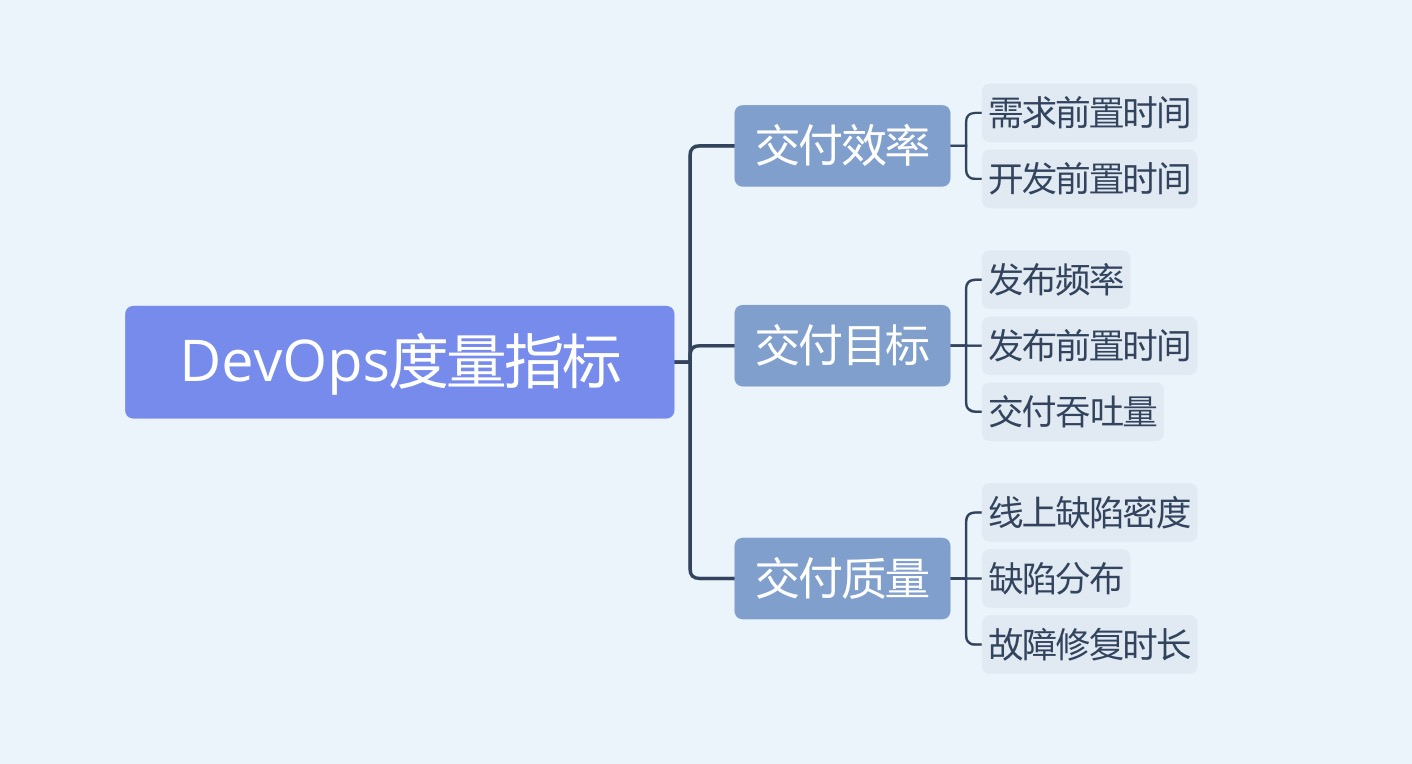 DevOps度量指标
交付效率
需求前置时间
开发前置时间
交付目标
发布频率
发布前置时间
交付吞吐量
交付质量
线上缺陷密度
缺陷分布
故障修复时长